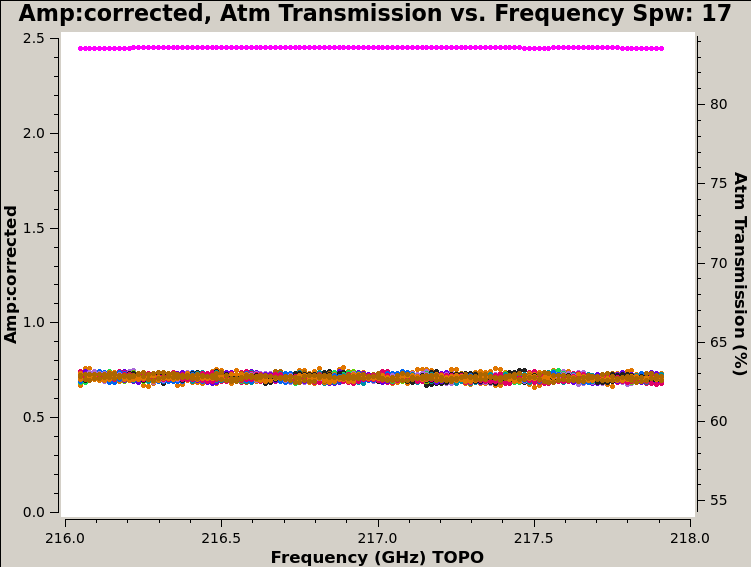 Amp:corrected, Atm Transmission vs. Frequency Spw: 17
2.5
2.0
1.5
1.0
0.5
0.0
Amp:corrected
80
75
70
65
60
55
Atm Transmission (%)
216.0 216.5 217.0 217.5 218.0
Frequency (GHz) TOPO